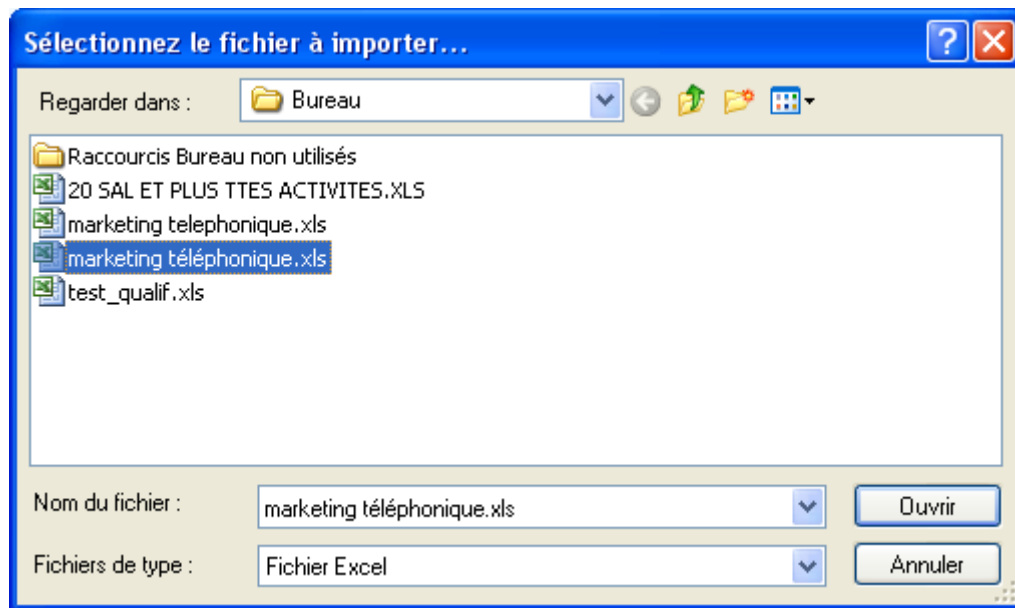 Sélectionnez le fichier à importer...
Regarder dans :
Bureau
Raccourcis Bureau non utilisés
20 SAL ET PLUS TTES ACTIVITES.XLS
marketing telephonique.xls
marketing téléphonique.xls
test_qualif.xls
Nom du fichier :
marketing téléphonique.xls
Ouvrir
Fichiers de type :
Fichier Excel
Annuler